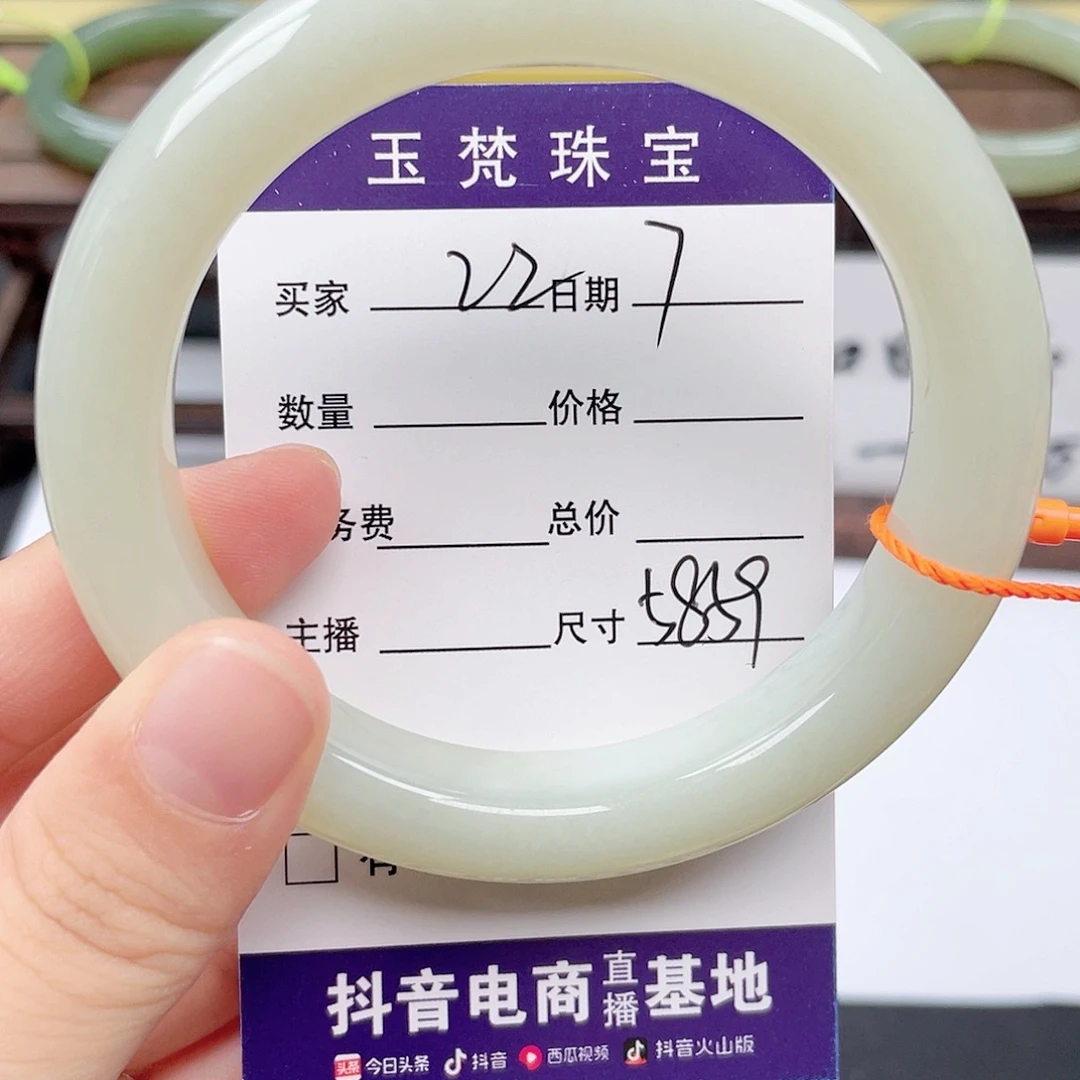 玉梵珠宝
买家 22 日期 7
数量 价格
务费 总价
主播 尺寸 5859
有
抖音电商直播基地
今日头条 抖音 西瓜视频 抖音火山版